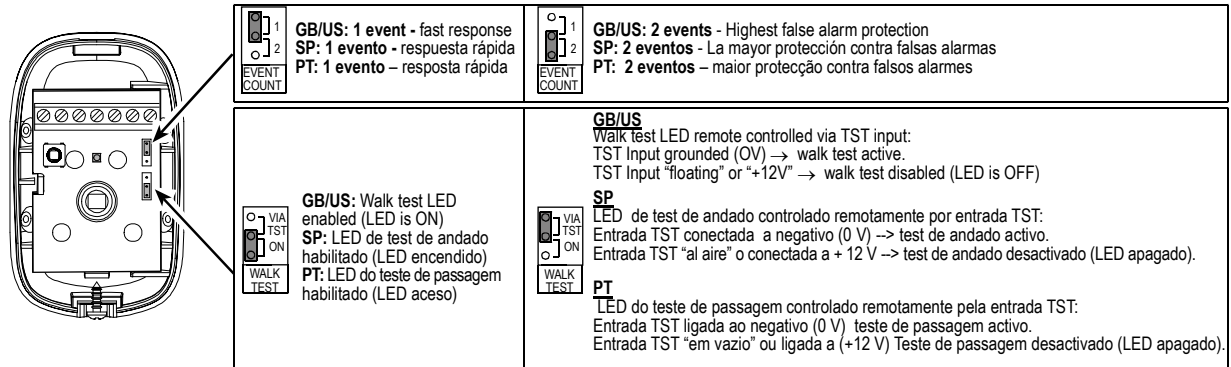 1
2
EVENT
COUNT
GB/US: 1 event - fast response
SP: 1 evento - respuesta rápida
PT: 1 evento – resposta rápida
1
2
EVENT
COUNT
GB/US: 2 events - Highest false alarm protection
SP: 2 eventos - La mayor protección contra falsas alarmas
PT: 2 eventos – maior protecção contra falsos alarmes
VIA
TST
ON
WALK
TEST
GB/US: Walk test LED
enabled (LED is ON)
SP: LED de test de andado
habilitado (LED encendido)
PT: LED do teste de passagem
habilitado (LED aceso)
VIA
TST
ON
WALK
TEST
GB/US
Walk test LED remote controlled via TST input:
TST Input grounded (OV) → walk test active.
TST Input “floating” or “+12V” → walk test disabled (LED is OFF)
SP
LED de test de andado controlado remotamente por entrada TST:
Entrada TST conectada a negativo (0 V) --> test de andado activo.
Entrada TST “al aire” o conectada a + 12 V --> test de andado desactivado (LED apagado).
PT
LED do teste de passagem controlado remotamente pela entrada TST:
Entrada TST ligada ao negativo (0 V) teste de passagem activo.
Entrada TST “em vazio” ou ligada a (+12 V) Teste de passagem desactivado (LED apagado).